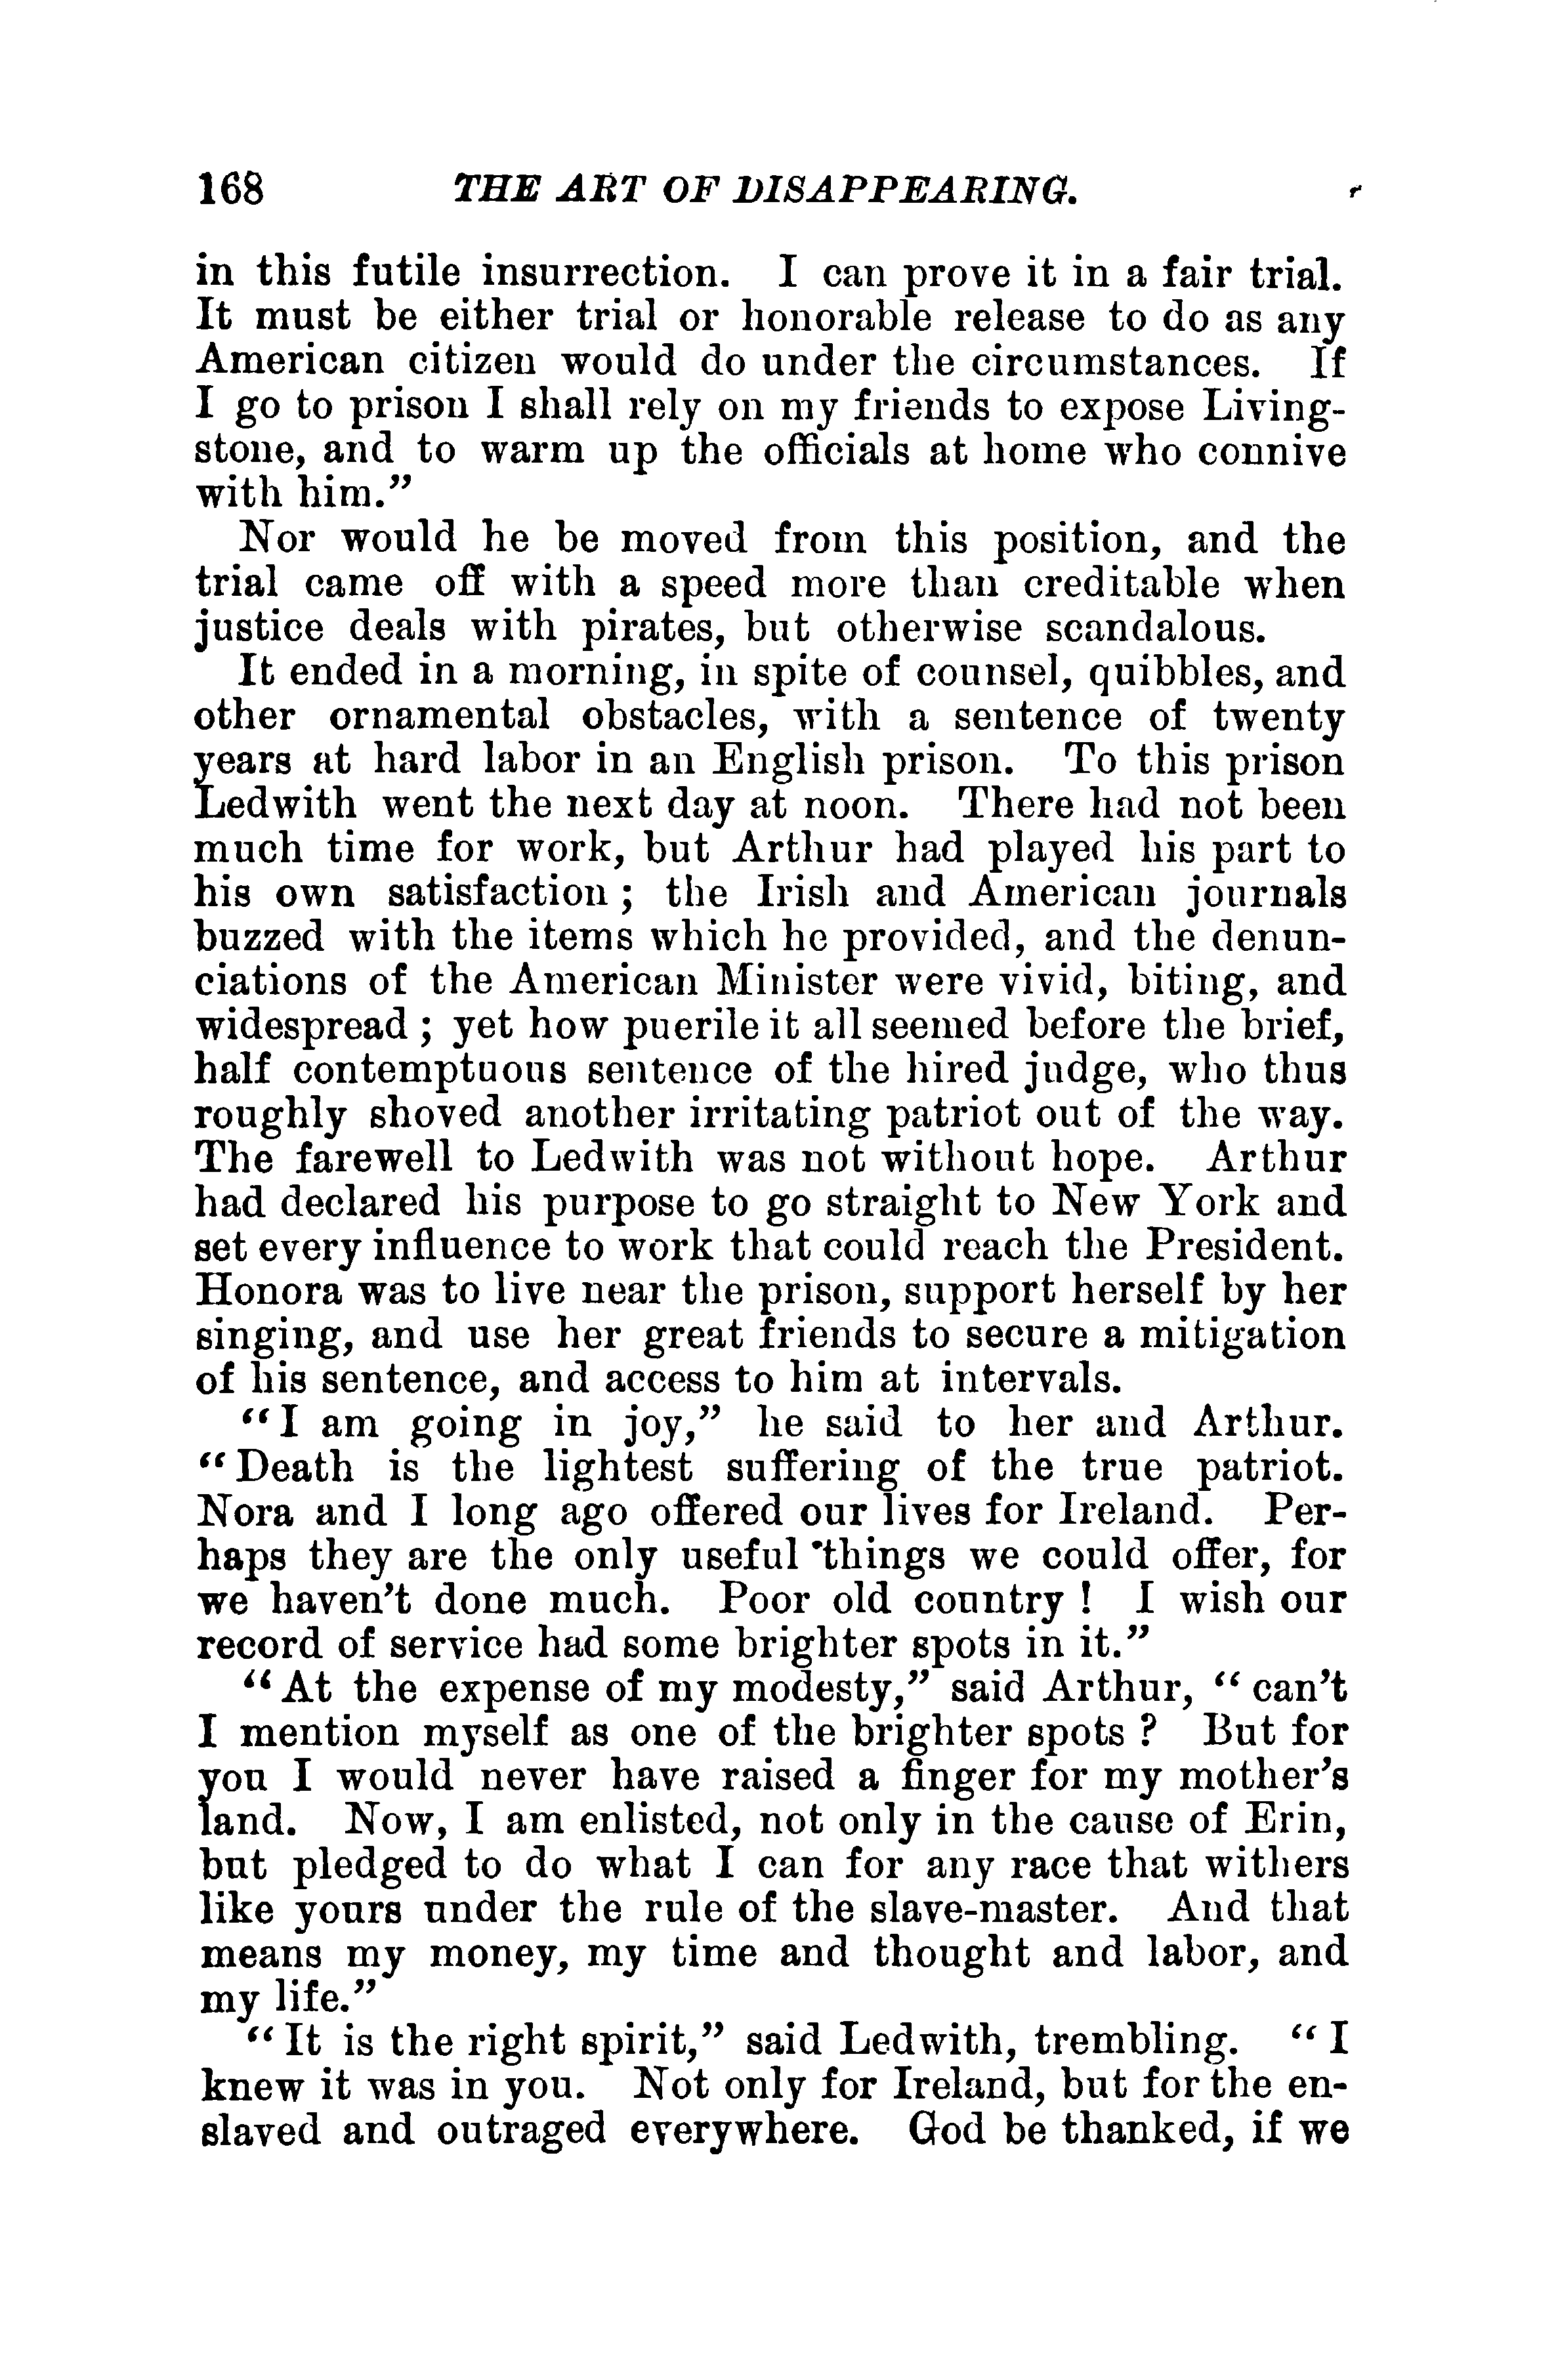 168 THE ART OF DISAPPEARING.
in this futile insurrection. I can prove it in a fair trial.
It must be either trial or honorable release to do as any
American citizen would do under the circumstances. If
I go to prison I shall rely on my friends to expose Living-
stone, and to warm up the officials at home who connive
with him.”
Nor would he be moved from this position, and the
trial came off with a speed more than creditable when
justice deals with pirates, but otherwise scandalous.
It ended in a morning, in spite of counsel, quibbles, and
other ornamental obstacles, with a sentence of twenty
years at hard labor in an English prison. To this prison
Ledwith went the next day at noon. There had not been
much time for work, but Arthur had played his part to
his own satisfaction ; the Irish and American journals
buzzed with the items which he provided, and the denun-
ciations of the American Minister were vivid, biting, and
widespread ; yet how puerile it all seemed before the brief,
half contemptuous sentence of the hired judge, who thus
roughly shoved another irritating patriot out of the way.
The farewell to Ledwith was not without hope. Arthur
had declared his purpose to go straight to New York and
set every influence to work that could reach the President.
Honora was to live near the prison, support herself by her
singing, and use her great friends to secure a mitigation
of his sentence, and access to him at intervals.
“I am going in joy,” he said to her and Arthur.
“Death is the lightest suffering of the true patriot.
Nora and I long ago offered our lives for Ireland. Per-
haps they are the only useful things we could offer, for
we haven’t done much. Poor old country ! I wish our
record of service had some brighter spots in it.”
“At the expense of my modesty,” said Arthur, “can’t
I mention myself as one of the brighter spots ? But for
you I would never have raised a finger for my mother’s
land. Now, I am enlisted, not only in the cause of Erin,
but pledged to do what I can for any race that withers
like yours under the rule of the slave-master. And that
means my money, my time and thought and labor, and
my life.”
“It is the right spirit,” said Ledwith, trembling. “I
knew it was in you. Not only for Ireland, but for the en-
slaved and outraged everywhere. God be thanked, if we